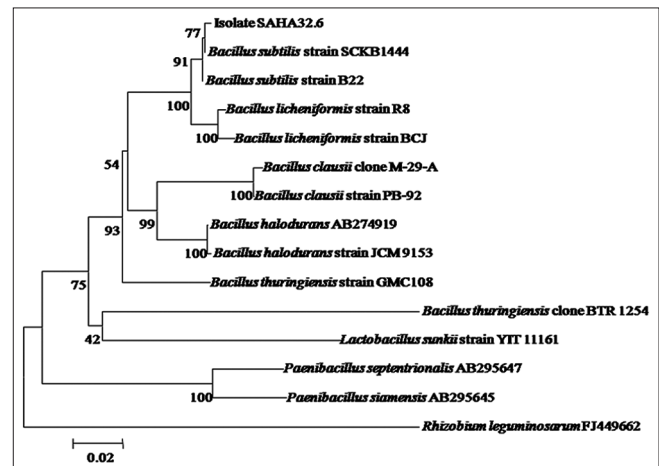 Isolate SAHA32.6
77
Bacillus subtilis strain SCKB1444
91
Bacillus subtilis strain B22
100
Bacillus licheniformis strain R8
100
Bacillus licheniformis strain BCJ
54
Bacillus clausii clone M-29-A
100
Bacillus clausii strain PB-92
99
Bacillus halodurans AB274919
93
100
Bacillus halodurans strain JCM 9153
75
Bacillus thuringiensis strain GMC108
Bacillus thuringiensis clone BTR 1254
42
Lactobacillus sunkii strain YIT 11161
Paenibacillus septentrionalis AB295647
100
Paenibacillus siamensis AB295645
Rhizobium leguminosarum FJ449662
0.02